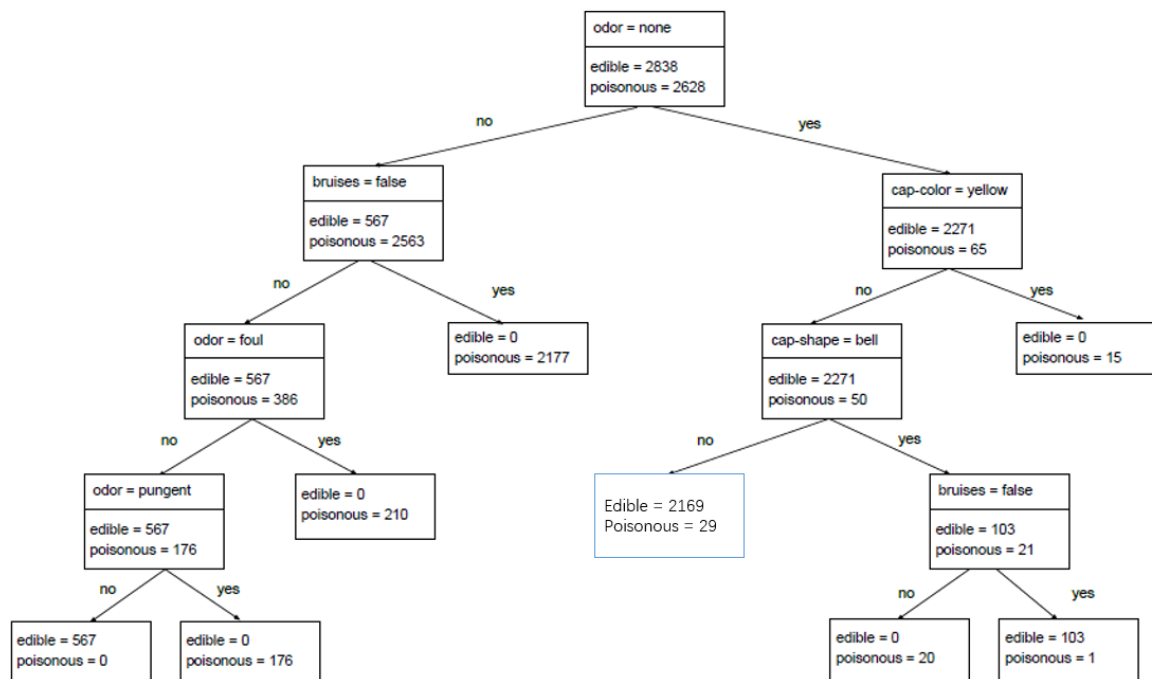 odor = none
edible = 2838
poisonous = 2628
no
yes
bruises = false
edible = 567
poisonous = 2563
cap-color = yellow
edible = 2271
poisonous = 65
no
yes
no
yes
odor = foul
edible = 567
poisonous = 386
edible = 0
poisonous = 2177
cap-shape = bell
edible = 2271
poisonous = 50
edible = 0
poisonous = 15
no
yes
no
yes
odor = pungent
edible = 567
poisonous = 176
edible = 0
poisonous = 210
Edible = 2169
Poisonous = 29
bruises = false
edible = 103
poisonous = 21
no
yes
no
yes
edible = 567
poisonous = 0
edible = 0
poisonous = 176
edible = 0
poisonous = 20
edible = 103
poisonous = 1